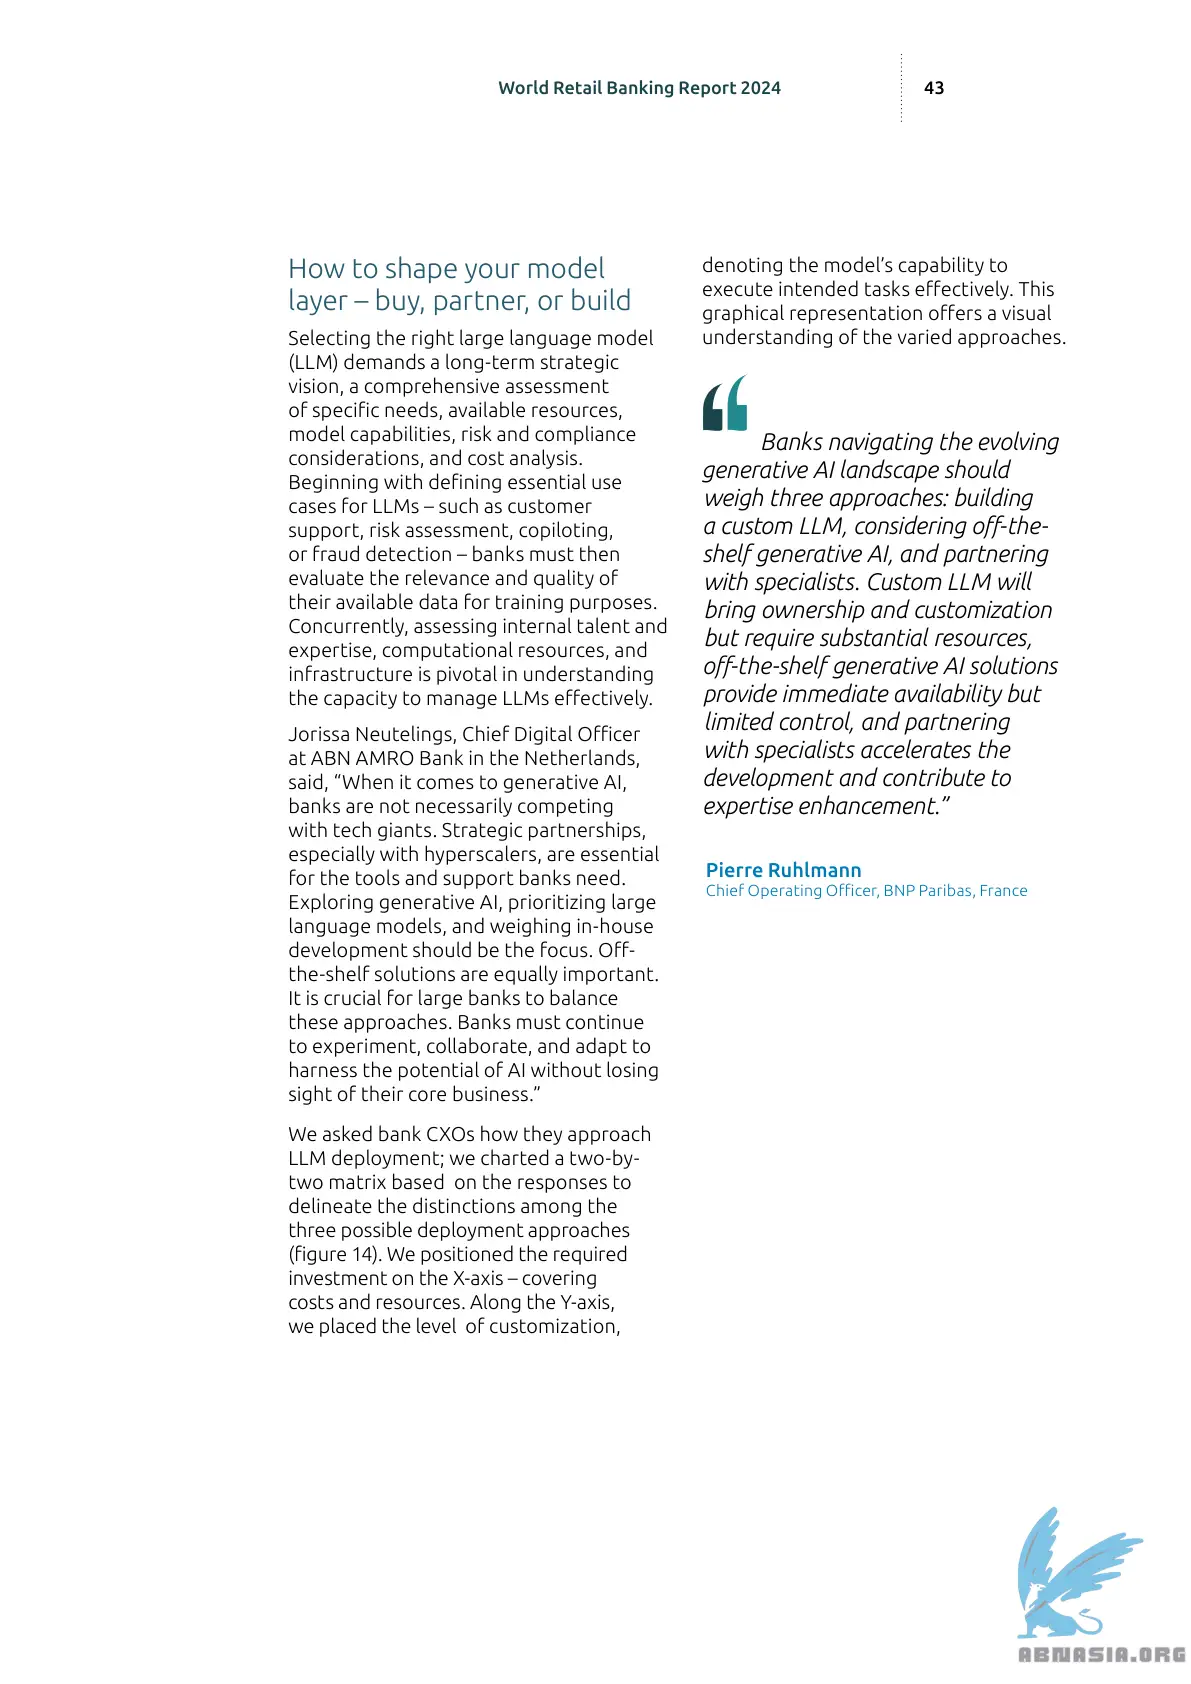 World Retail Banking Report 2024
43
How to shape your model
layer – buy, partner, or build
Selecting the right large language model
(LLM) demands a long-term strategic
vision, a comprehensive assessment
of specific needs, available resources,
model capabilities, risk and compliance
considerations, and cost analysis.
Beginning with defining essential use
cases for LLMs – such as customer
support, risk assessment, copiloting,
or fraud detection – banks must then
evaluate the relevance and quality of
their available data for training purposes.
Concurrently, assessing internal talent and
expertise, computational resources, and
infrastructure is pivotal in understanding
the capacity to manage LLMs effectively.
Jorissa Neutelings, Chief Digital Officer
at ABN AMRO Bank in the Netherlands,
said, “When it comes to generative AI,
banks are not necessarily competing
with tech giants. Strategic partnerships,
especially with hyperscalers, are essential
for the tools and support banks need.
Exploring generative AI, prioritizing large
language models, and weighing in-house
development should be the focus. Off-
the-shelf solutions are equally important.
It is crucial for large banks to balance
these approaches. Banks must continue
to experiment, collaborate, and adapt to
harness the potential of AI without losing
sight of their core business.”
We asked bank CXOs how they approach
LLM deployment; we charted a two-by-
two matrix based  on the responses to
delineate the distinctions among the
three possible deployment approaches
(figure 14). We positioned the required
investment on the X-axis – covering
costs and resources. Along the Y-axis,
we placed the level  of customization,
denoting the model’s capability to
execute intended tasks effectively. This
graphical representation offers a visual
understanding of the varied approaches.
“ Banks navigating the evolving
generative AI landscape should
weigh three approaches: building
a custom LLM, considering off-the-
shelf generative AI, and partnering
with specialists. Custom LLM will
bring ownership and customization
but require substantial resources,
off-the-shelf generative AI solutions
provide immediate availability but
limited control, and partnering
with specialists accelerates the
development and contribute to
expertise enhancement.”
Pierre Ruhlmann
Chief Operating Officer, BNP Paribas, France
ABNASIA.ORG